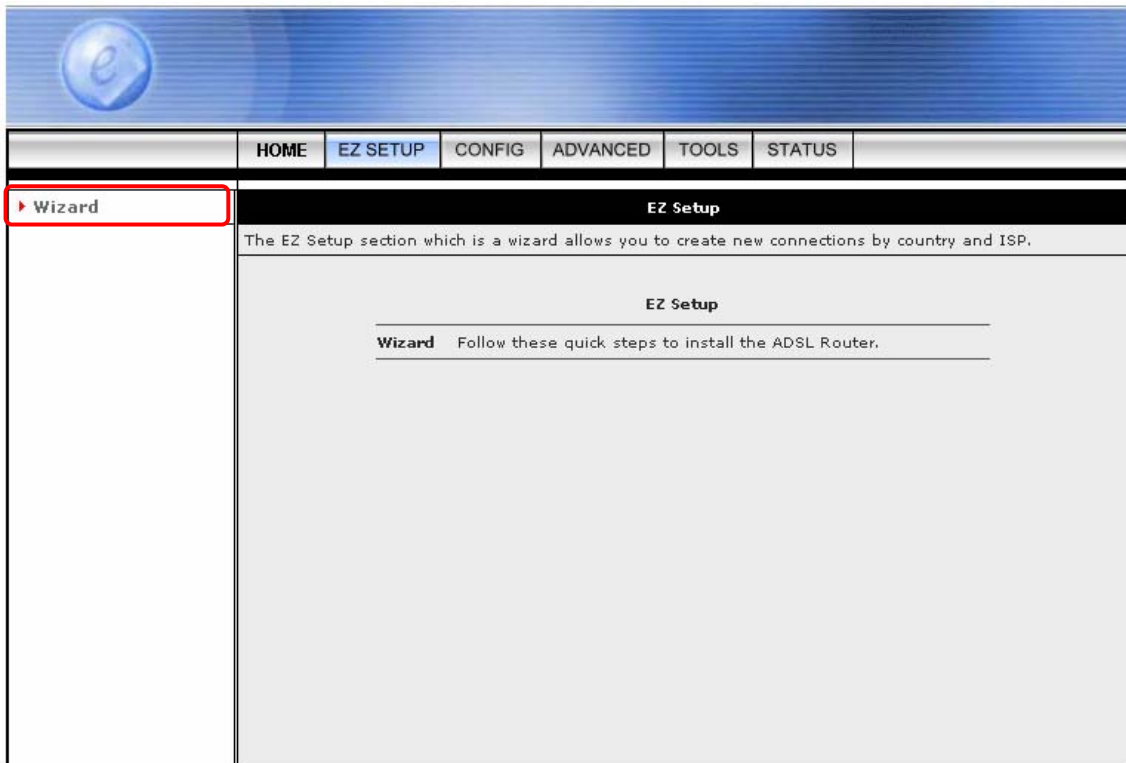 e
HOME EZ SETUP CONFIG ADVANCED TOOLS STATUS
Wizard
EZ Setup
The EZ Setup section which is a wizard allows you to create new connections by country and ISP.
EZ Setup
Wizard Follow these quick steps to install the ADSL Router.